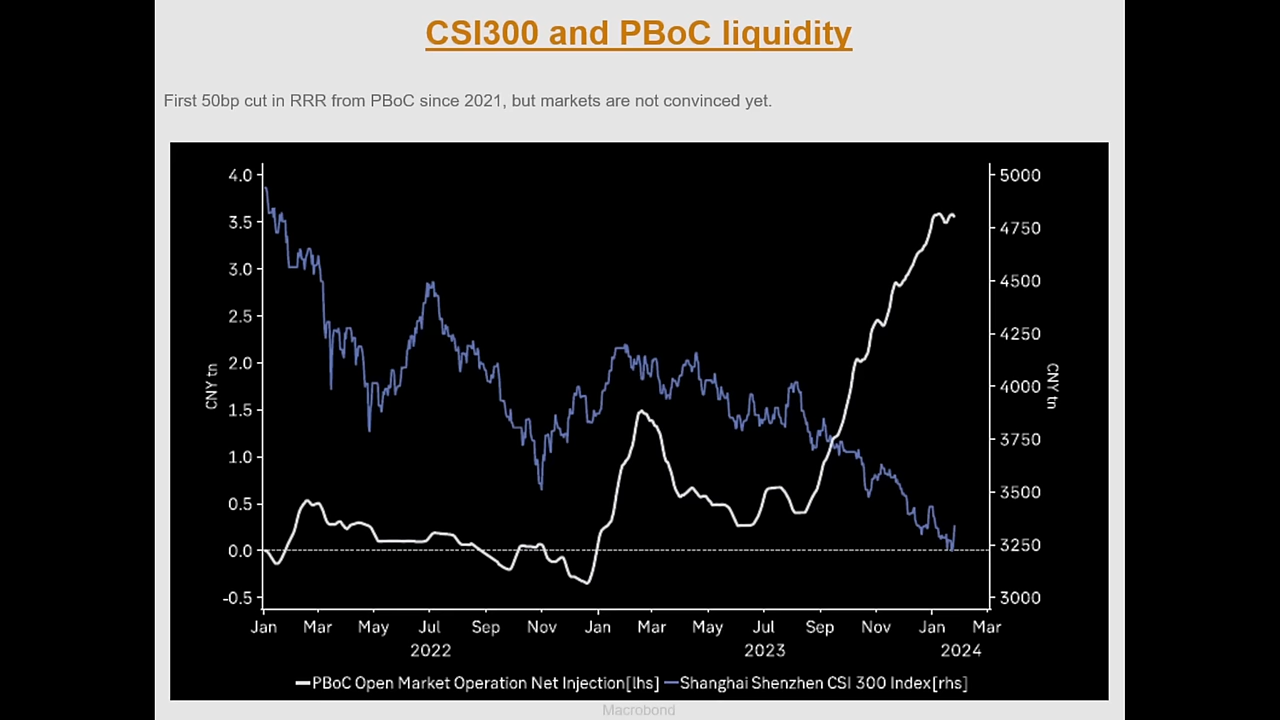 CSI300 and PBoC liquidity
First 50bp cut in RRR from PBoC since 2021, but markets are not convinced yet.
4.0
3.5
3.0
2.5
2.0
1.5
1.0
0.5
0.0
-0.5
CNY tn
5000
4750
4500
4250
4000
3750
3500
3250
3000
CNY tn
Jan Mar May Jul Sep Nov Jan Mar May Jul Sep Nov Jan Mar
2022 2023 2024
PBoC Open Market Operation Net Injection[lhs] Shanghai Shenzhen CSI 300 Index[rhs]
Macrobond